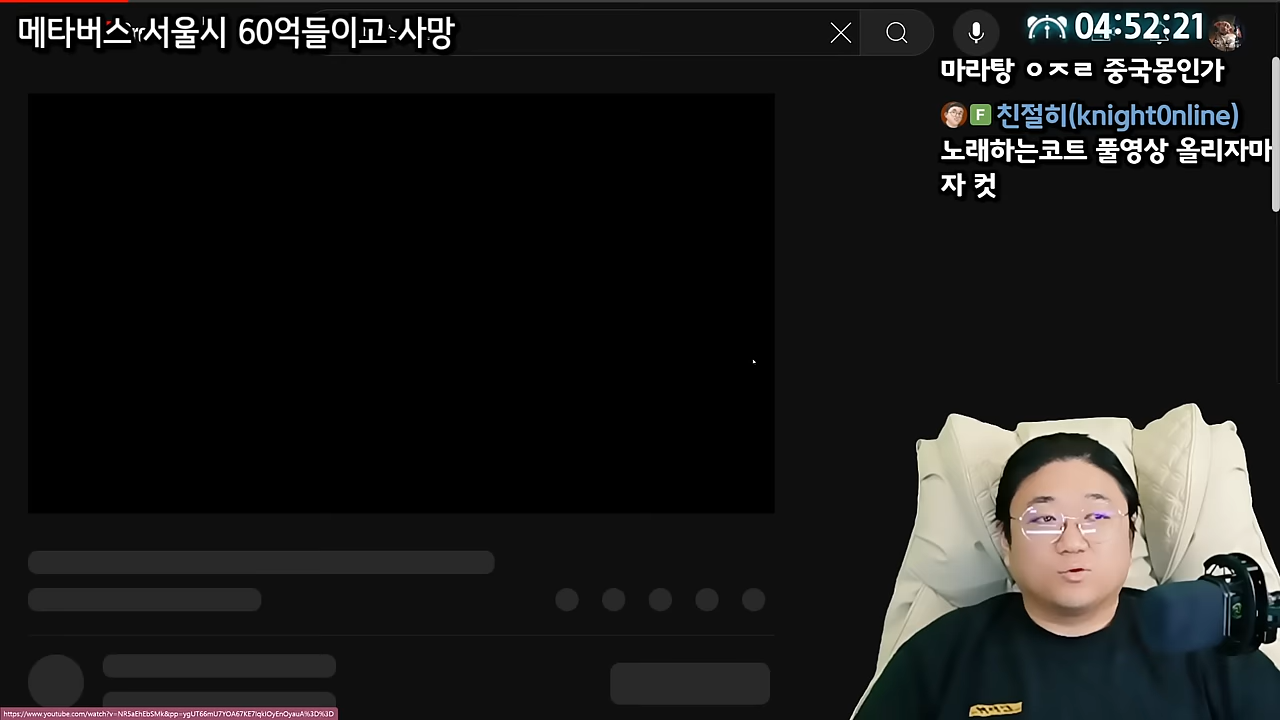 메타버스 서울시 60억들이고 사망
04:52:21
마라탕 ㅇㅈㄹ 중국몽인가
F 친절히(knight0nline)
노래하는코트 풀영상 올리자마
자 컷